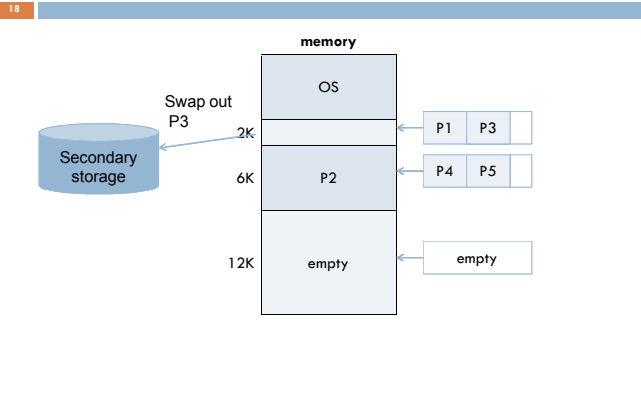 18
memory
OS
Swap out
P3
2K
P1 P3
Secondary
storage
6K
P2
P4 P5
12K
empty
empty